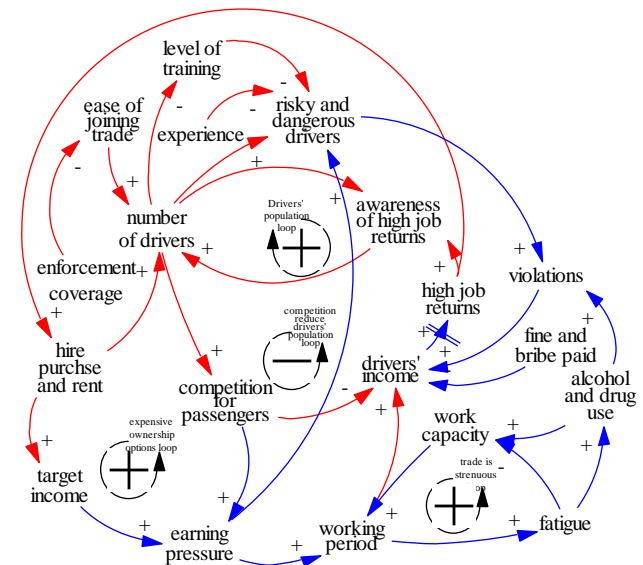 level of
training
ease of
joining
trade
experience
risky and
dangerous
drivers
-
-
-
-
+
+
+
number
of drivers
Drivers'
population
loop
awareness
of high job
returns
+
+
enforcement
coverage
+
+
violations
high job
returns
+
hire
purchse
and rent
+
competition
reduce
drivers'
population
loop
+
fine and
bribe paid
+
drivers'
income
+
-
competition
for
passengers
-
+
alcohol
and drug
use
work
capacity
+
+
+
expensive
ownership
options loop
target
income
trade is
strenuous
-
+
+
+
+
+
earning
pressure
+
working
period
fatigue